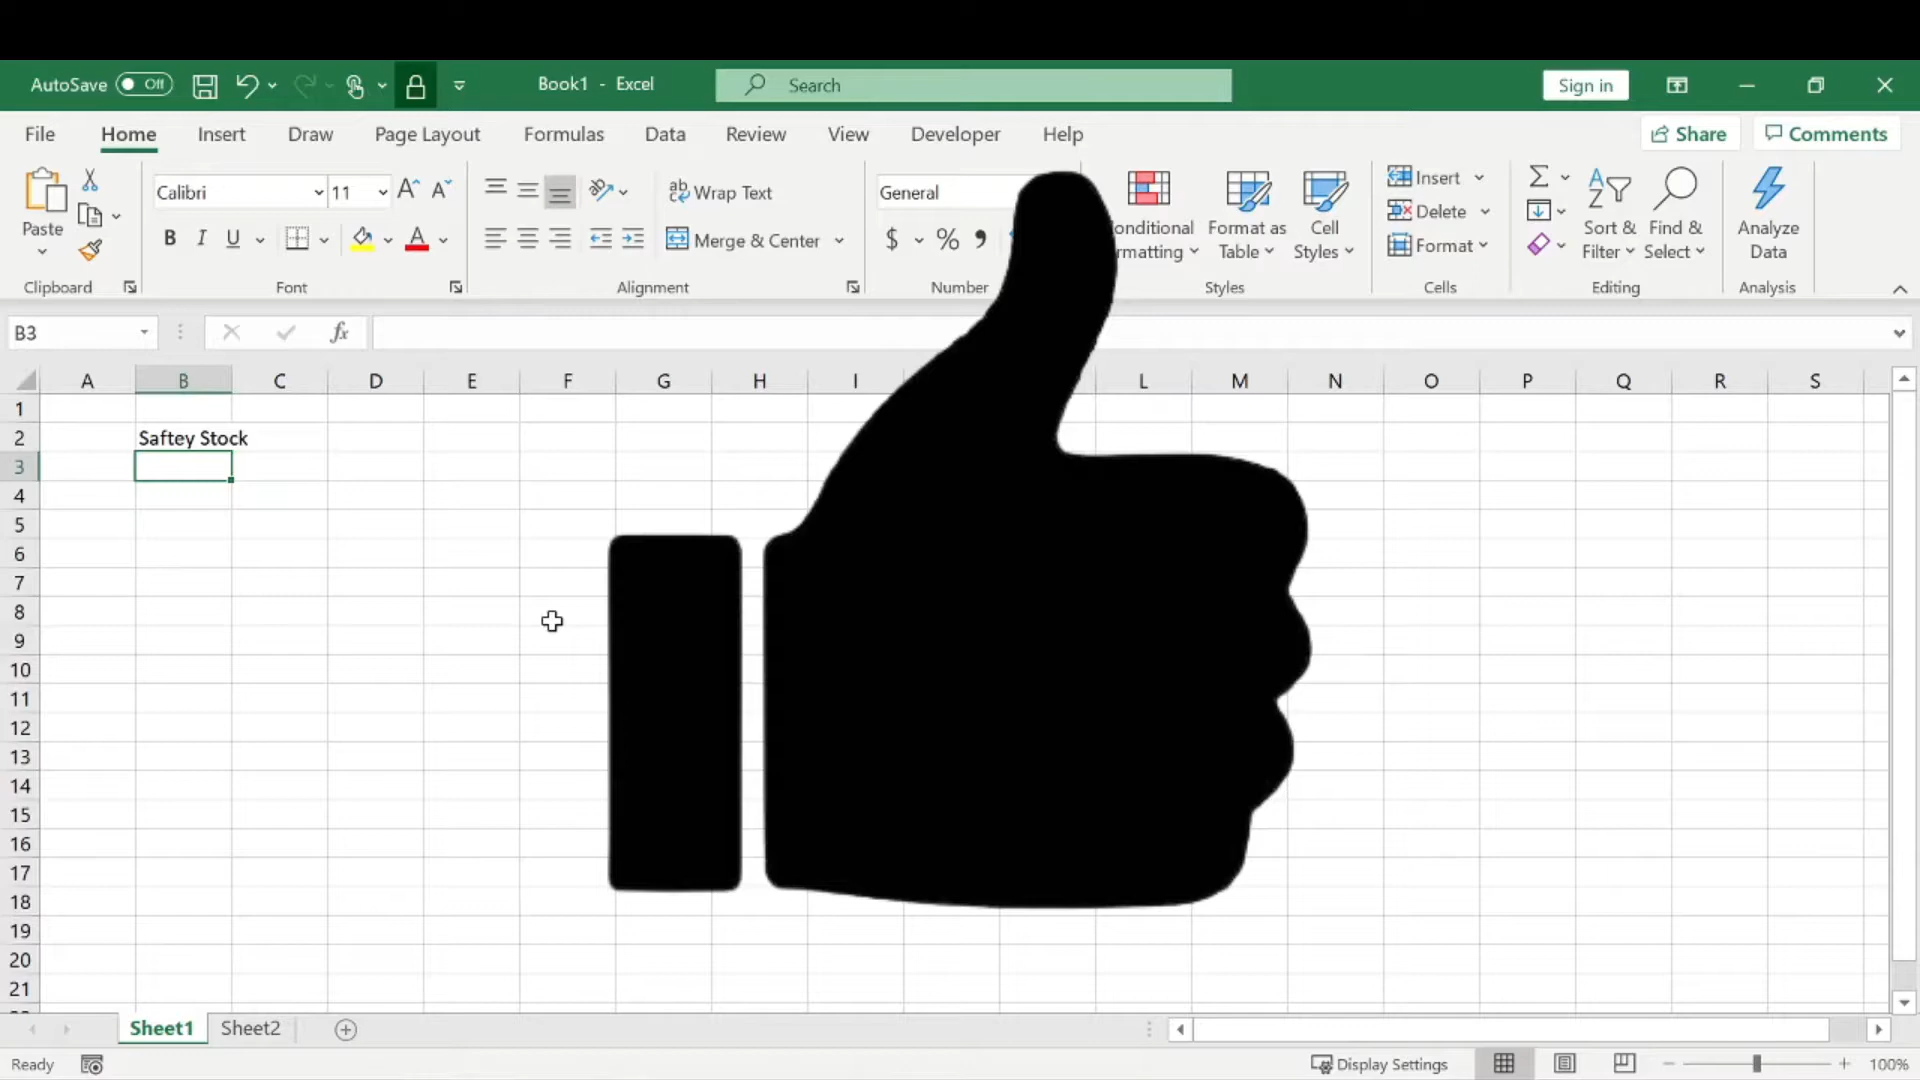 AutoSave Off Book1 - Excel Search Sign in
File Home Insert Draw Page Layout Formulas Data Review View Developer Help Share Comments
Paste Calibri 11 ab Wrap Text General onditional Format as Cell Insert Sort & Find & Analyze
B I U Merge & Center $ % rmatting Table Styles Delete Filter Select Data
Format
Clipboard Font Alignment Number Styles Cells Editing Analysis
B3 fx
A B C D E F G H I L M N O P Q R S
1
2 Saftey Stock
3
4
5
6
7
8
9
10
11
12
13
14
15
16
17
18
19
20
21
Sheet1 Sheet2
Ready Display Settings 100%